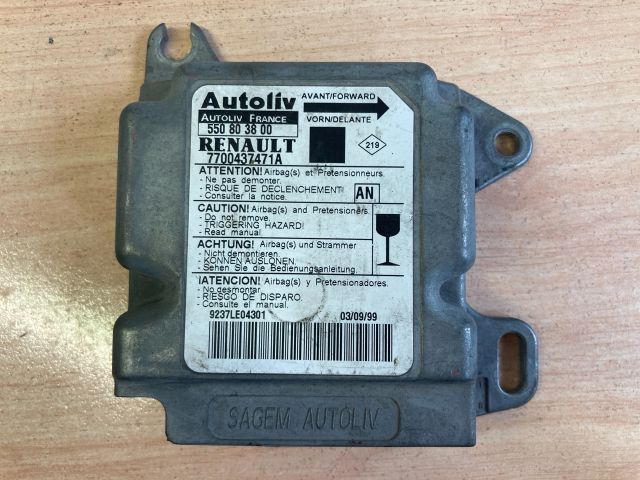 Autoliv
AVANT/FORWARD
AUTOLIV FRANCE
VORN/DELANTE
550 80 38 00
RENAULT
219
7700437471A
ATTENTION! Airbag(s) et Pretensionneurs.
- Ne pas demonter.
- RISQUE DE DECLENCHEMENT!
- Consulter la notice.
AN
CAUTION! Airbag(s) and Pretensioners.
- Do not remove.
- TRIGGERING HAZARD!
- Read manual.
ACHTUNG! Airbag(s) und Strammer
- Nicht demontieren.
- KONNEN AUSLONEN.
- Sehen Sie die Bedienungsanleitung.
!ATENCION! Airbag(s) y Pretensionadores.
- No desmontar.
- RIESGO DE DISPARO.
- Consulte el manual.
9237LE04301 03/09/99
SAGEM AUTOLIV